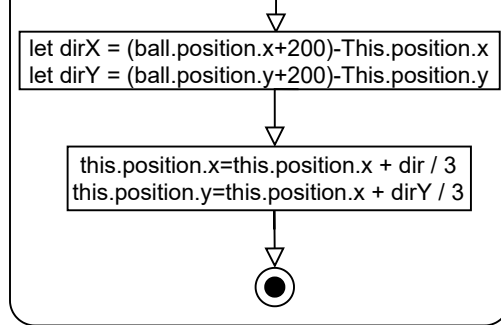 let dirX = (ball.position.x+200)-This.position.x
let dirY = (ball.position.y+200)-This.position.y
this.position.x=this.position.x + dir / 3
this.position.y=this.position.x + dirY / 3